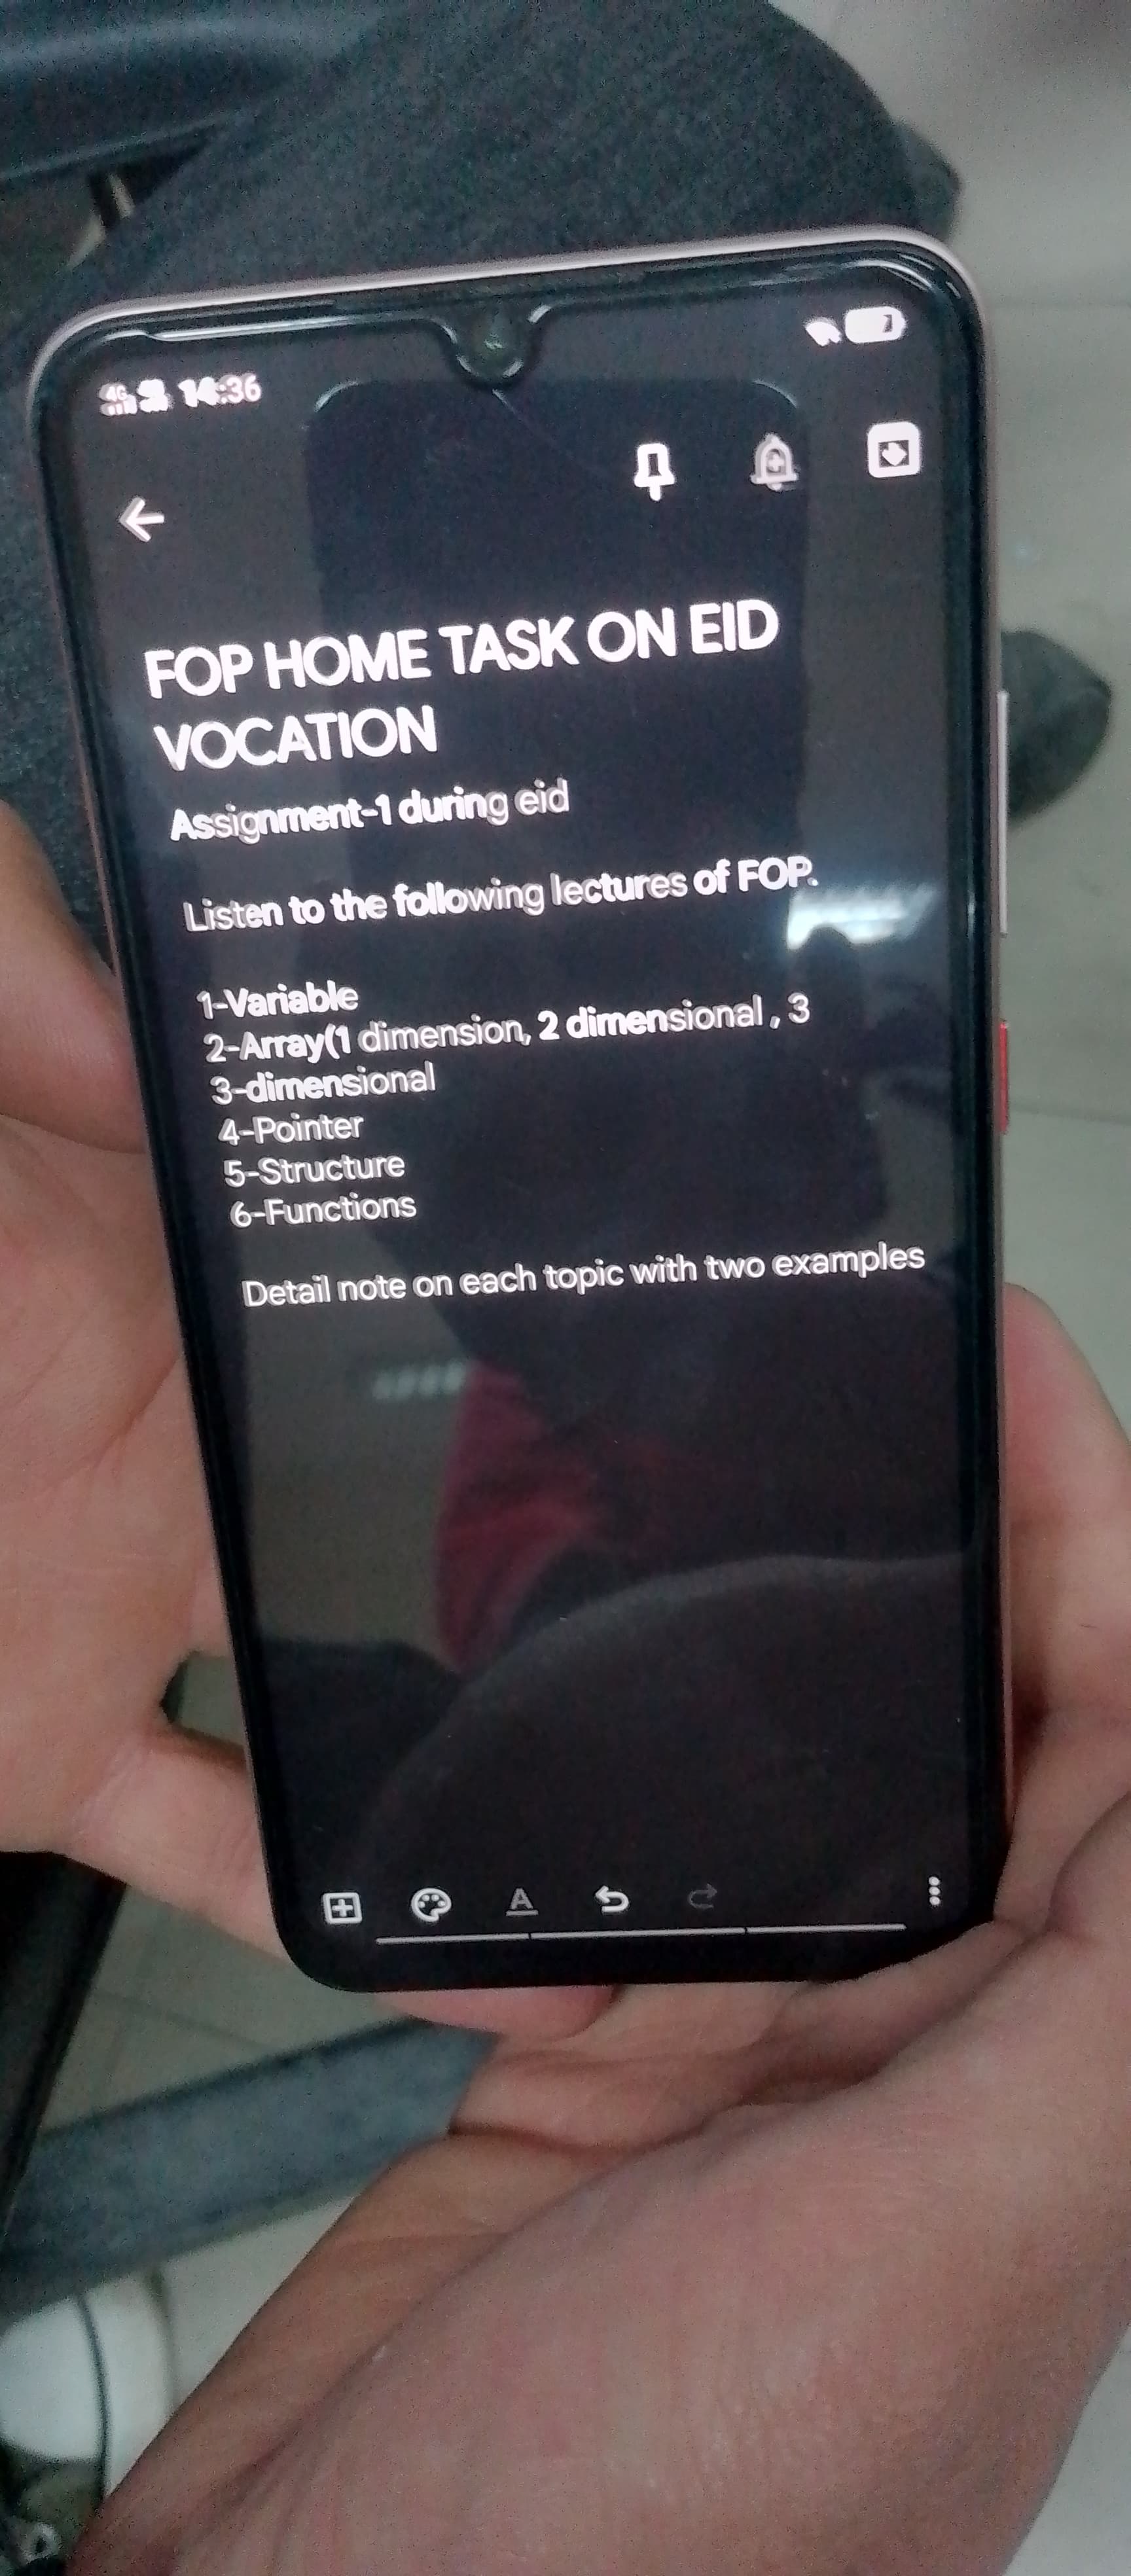 4G 14:36
7
FOP HOME TASK ON EID
VOCATION
Assignment-1 during eid
Listen to the following lectures of FOP.
1-Variable
2-Array(1 dimension, 2 dimensional , 3
3-dimensional
4-Pointer
5-Structure
6-Functions
Detail note on each topic with two examples
A